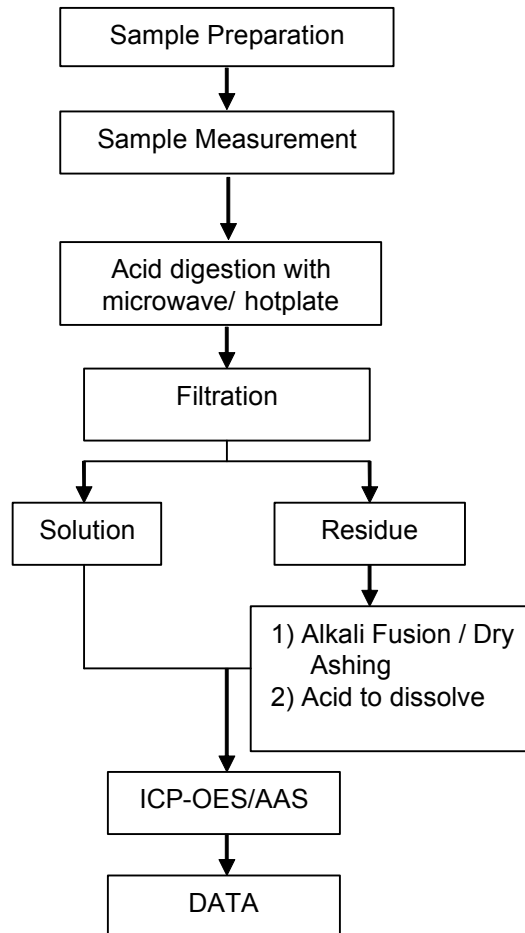 Sample Preparation
Sample Measurement
Acid digestion with
microwave/ hotplate
Filtration
Solution
Residue
1) Alkali Fusion / Dry
Ashing
2) Acid to dissolve
ICP-OES/AAS
DATA